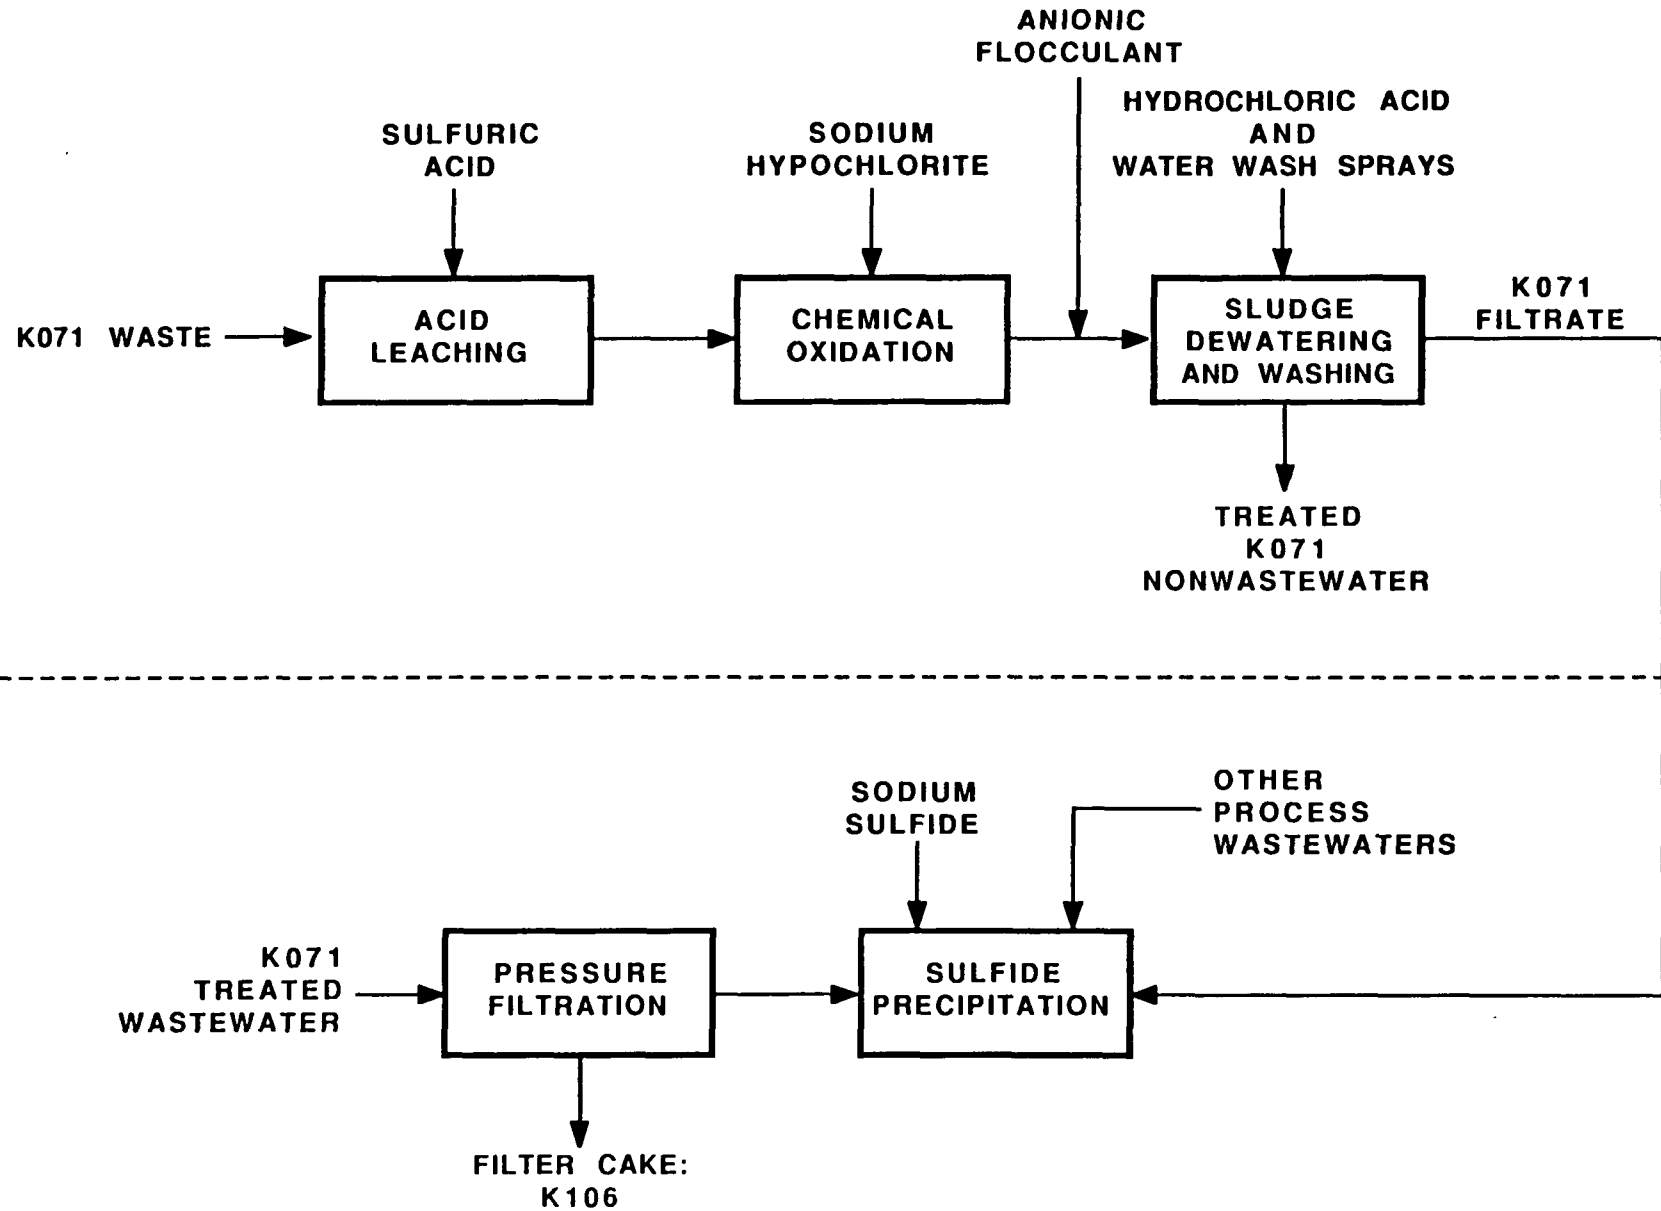 ANIONIC
FLOCCULANT
HYDROCHLORIC ACID
AND
WATER WASH SPRAYS
SULFURIC
ACID
SODIUM
HYPOCHLORITE
K071 WASTE
ACID
LEACHING
CHEMICAL
OXIDATION
SLUDGE
DEWATERING
AND WASHING
K071
FILTRATE
TREATED
K071
NONWASTEWATER
SODIUM
SULFIDE
OTHER
PROCESS
WASTEWATERS
K071
TREATED
WASTEWATER
PRESSURE
FILTRATION
SULFIDE
PRECIPITATION
FILTER CAKE:
K106